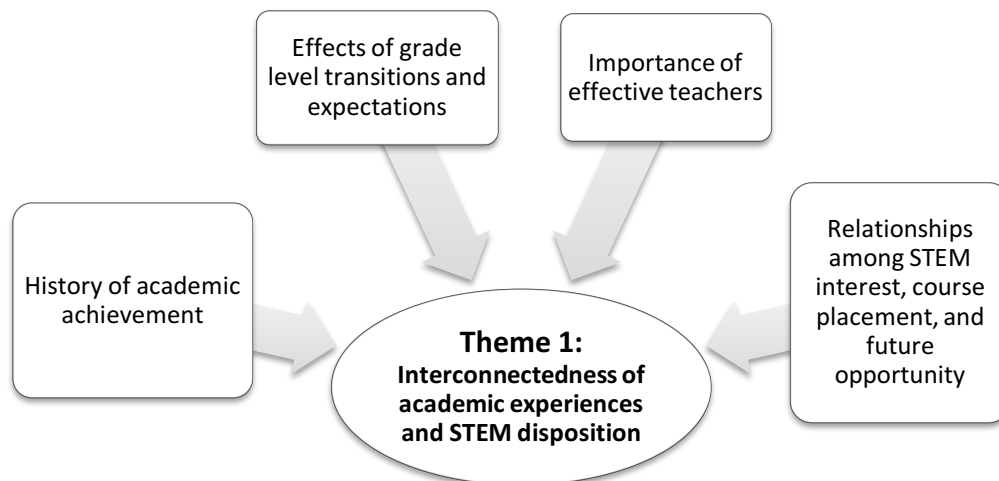 Effects of grade
level transitions and
expectations
Importance of
effective teachers
History of academic
achievement
Relationships
among STEM
interest, course
placement, and
future
opportunity
Theme 1:
Interconnectedness of
academic experiences
and STEM disposition